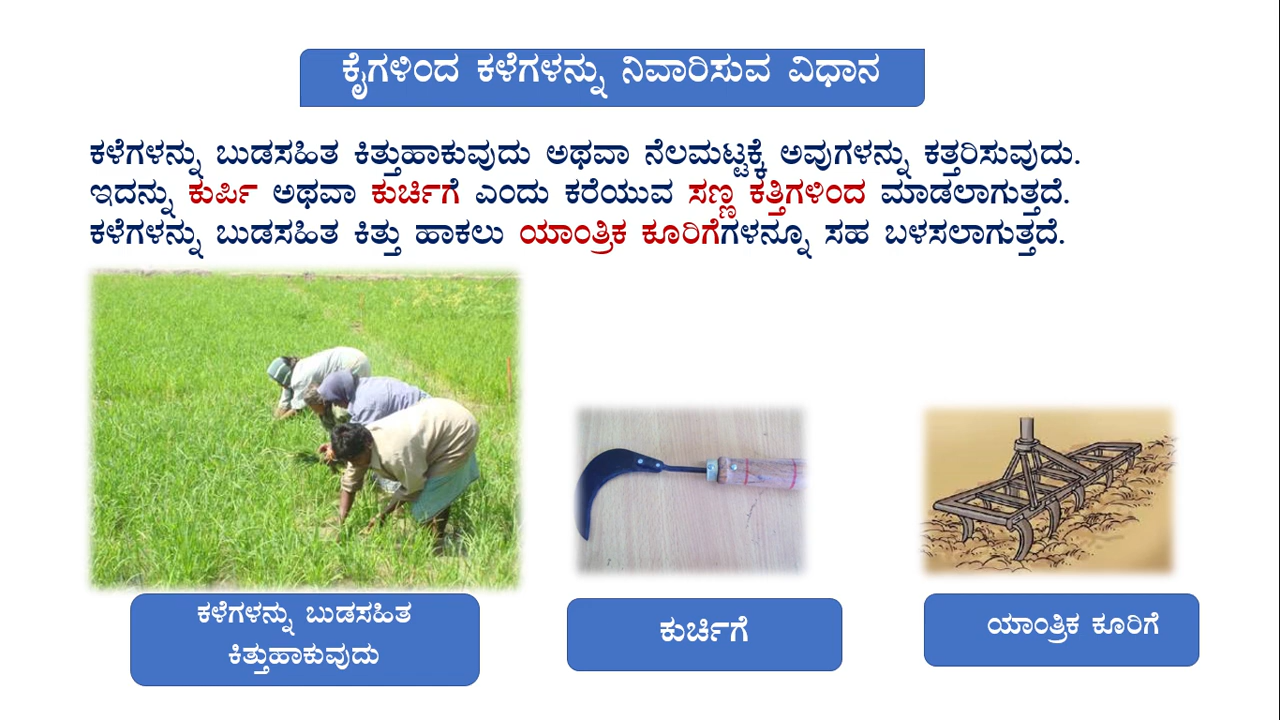 ಕೈಗಳಿಂದ ಕಳೆಗಳನ್ನು ನಿವಾರಿಸುವ ವಿಧಾನ
ಕಳೆಗಳನ್ನು ಬುಡಸಹಿತ ಕಿತ್ತುಹಾಕುವುದು ಅಥವಾ ನೆಲಮಟ್ಟಕ್ಕೆ ಅವುಗಳನ್ನು ಕತ್ತರಿಸುವುದು.
ಇದನ್ನು ಕುರ್ಪಿ ಅಥವಾ ಕುರ್ಚಿಗೆ ಎಂದು ಕರೆಯುವ ಸಣ್ಣ ಕತ್ತಿಗಳಿಂದ ಮಾಡಲಾಗುತ್ತದೆ.
ಕಳೆಗಳನ್ನು ಬುಡಸಹಿತ ಕಿತ್ತು ಹಾಕಲು ಯಾಂತ್ರಿಕ ಕೂರಿಗೆಗಳನ್ನೂ ಸಹ ಬಳಸಲಾಗುತ್ತದೆ.
ಕಳೆಗಳನ್ನು ಬುಡಸಹಿತ
ಕಿತ್ತುಹಾಕುವುದು
ಕುರ್ಚಿಗೆ
ಯಾಂತ್ರಿಕ ಕೂರಿಗೆ